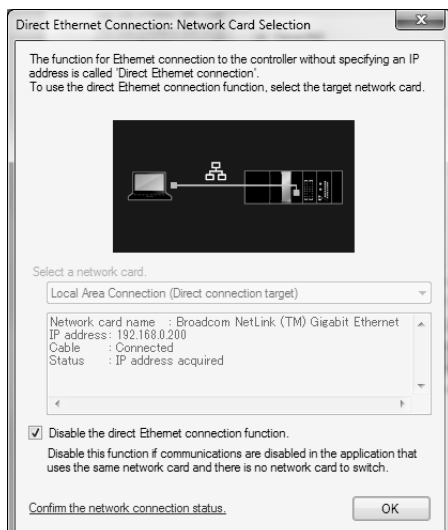 Direct Ethernet Connection: Network Card Selection
The function for Ethernet connection to the controller without specifying an IP
address is called 'Direct Ethernet connection'.
To use the direct Ethernet connection function, select the target network card.
Select a network card.
Local Area Connection (Direct connection target)
Network card name : Broadcom NetLink (TM) Gigabit Ethernet
IP address : 192.168.0.200
Cable : Connected
Status : IP address acquired
Disable the direct Ethernet connection function.
Disable this function if communications are disabled in the application that
uses the same network card and there is no network card to switch.
Confirm the network connection status.
OK